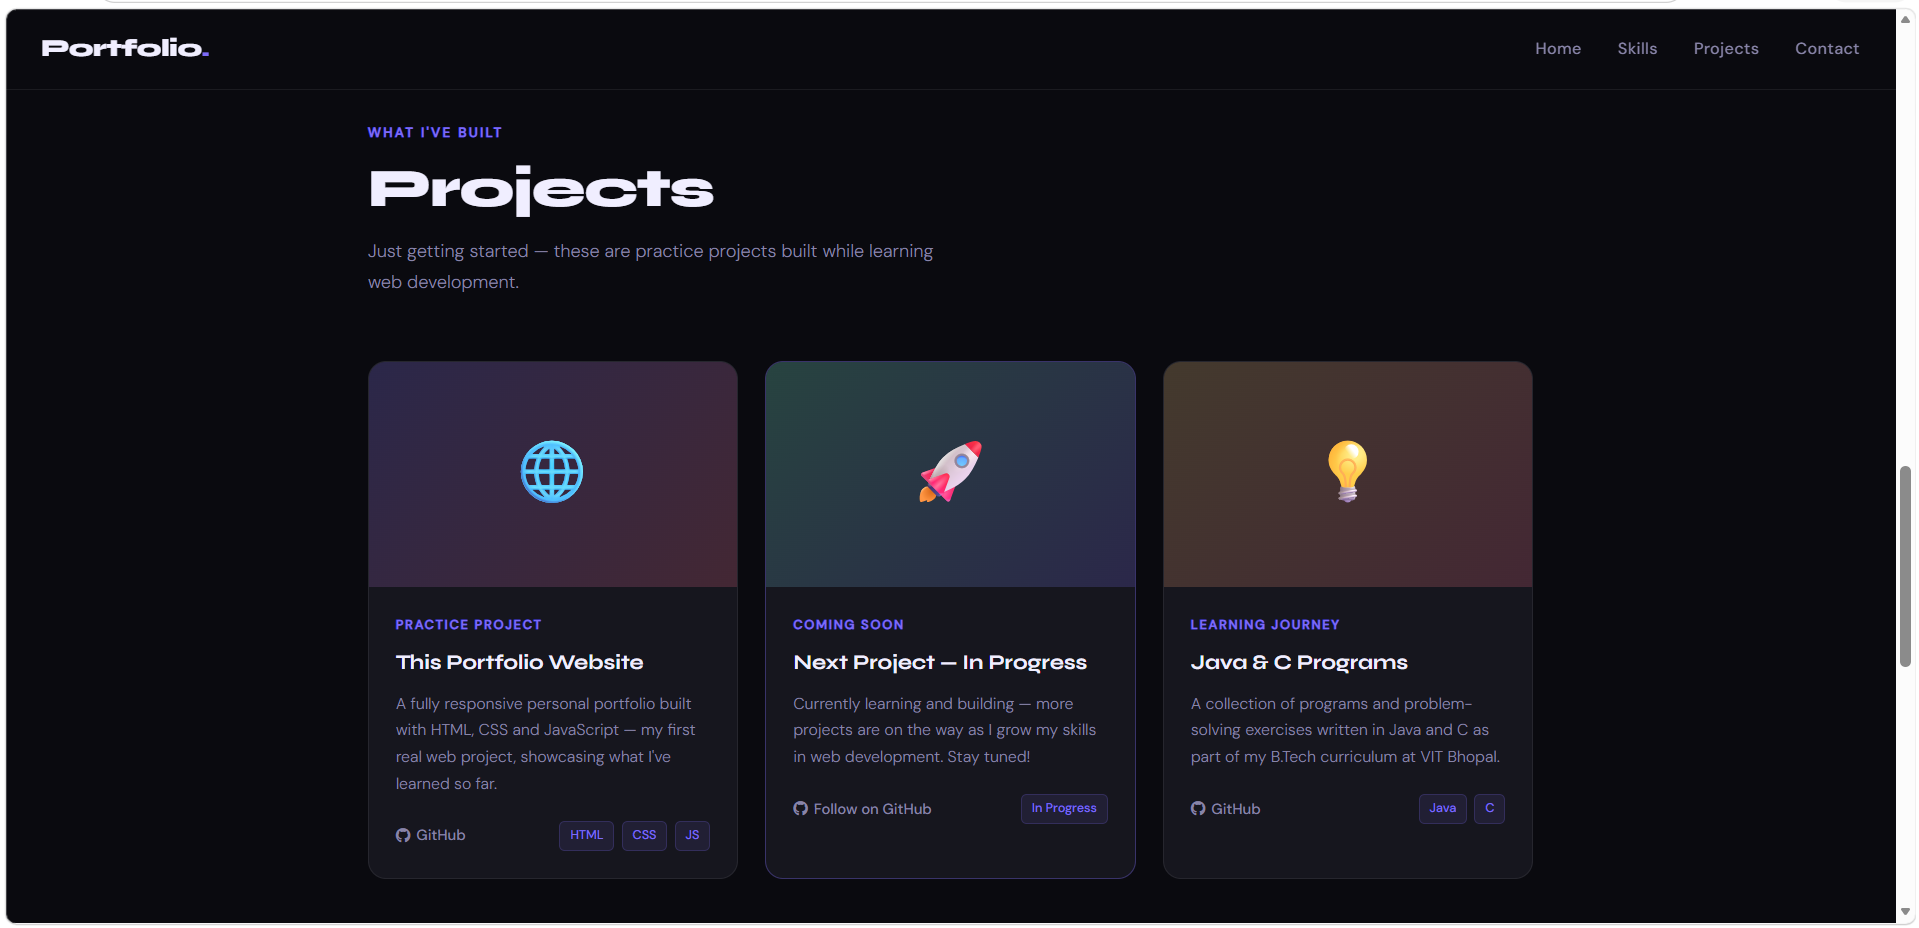 Portfolio.
Home
Skills
Projects
Contact
WHAT I'VE BUILT
Projects
Just getting started — these are practice projects built while learning
web development.
PRACTICE PROJECT
This Portfolio Website
A fully responsive personal portfolio built
with HTML, CSS and JavaScript — my first
real web project, showcasing what I've
learned so far.
GitHub
HTML
CSS
JS
COMING SOON
Next Project — In Progress
Currently learning and building — more
projects are on the way as I grow my skills
in web development. Stay tuned!
Follow on GitHub
In Progress
LEARNING JOURNEY
Java & C Programs
A collection of programs and problem-
solving exercises written in Java and C as
part of my B.Tech curriculum at VIT Bhopal.
GitHub
Java
C